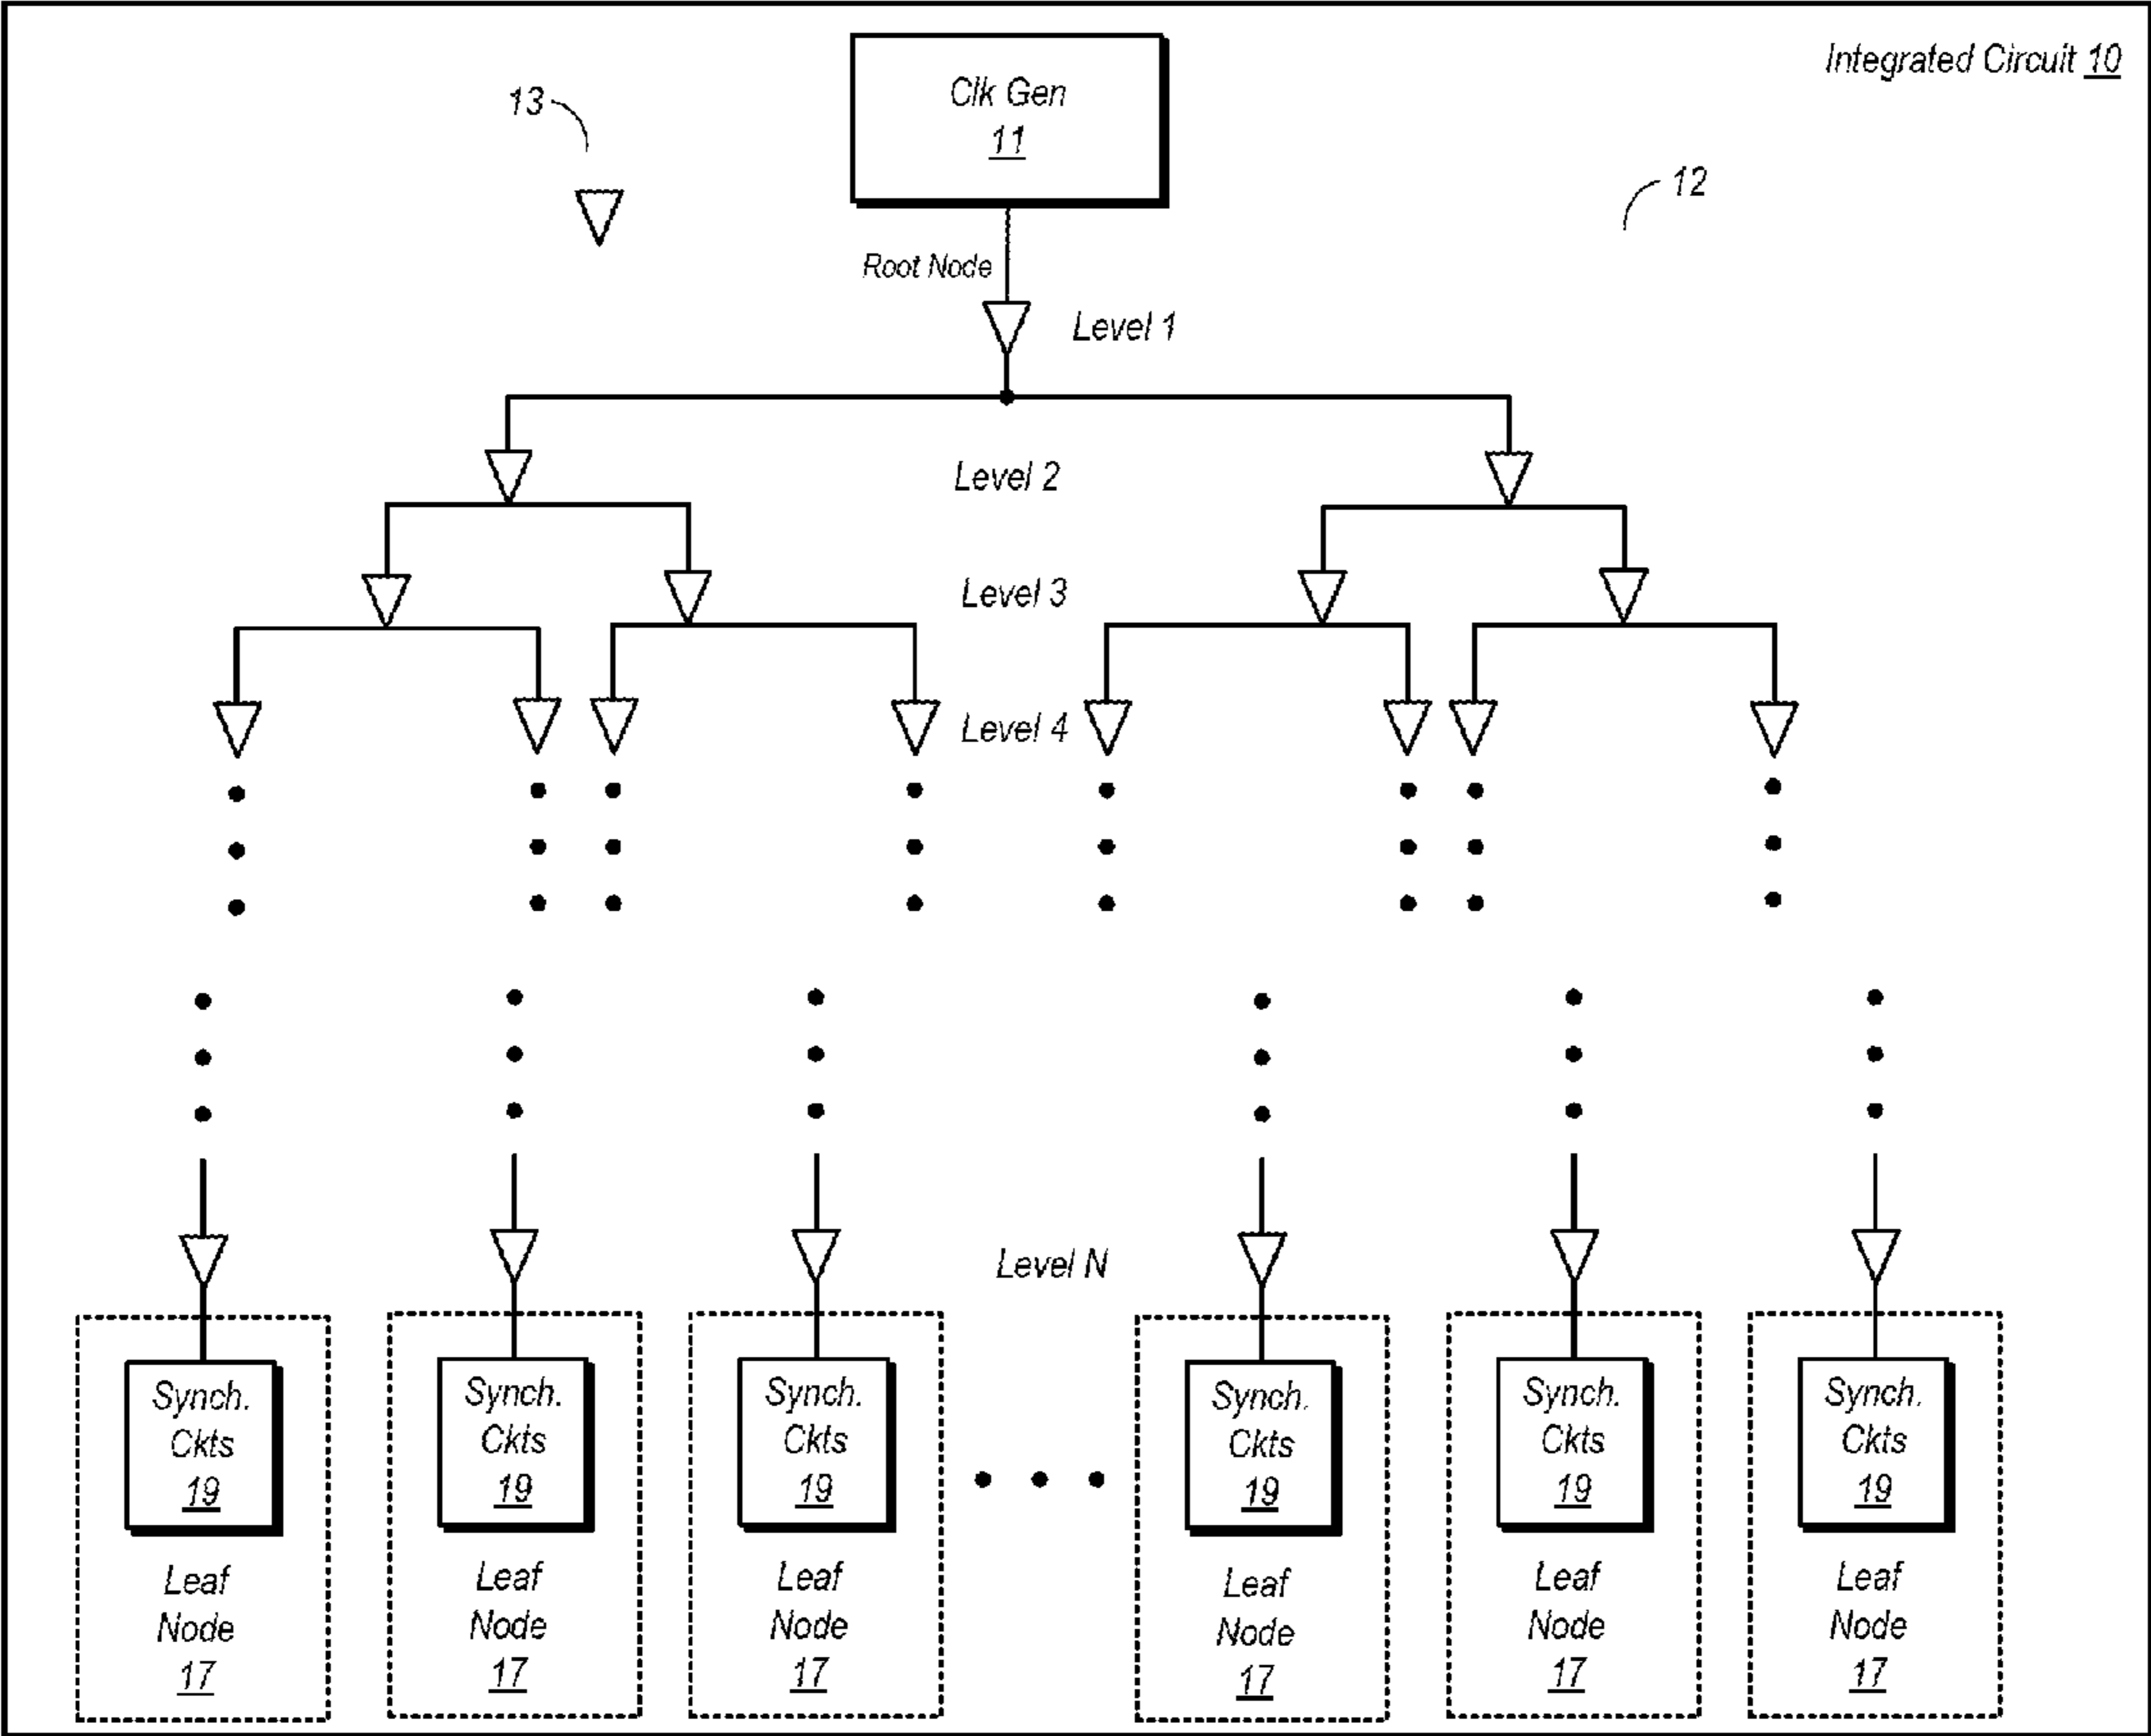 Integrated Circuit 10
Clk Gen
11
13
12
Root Node
Level 1
Level 2
Level 3
Level 4
Level N
Synch.
Ckts
19
Leaf
Node
17
Synch.
Ckts
19
Leaf
Node
17
Synch.
Ckts
19
Leaf
Node
17
Synch.
Ckts
19
Leaf
Node
17
Synch.
Ckts
19
Leaf
Node
17
Synch.
Ckts
19
Leaf
Node
17